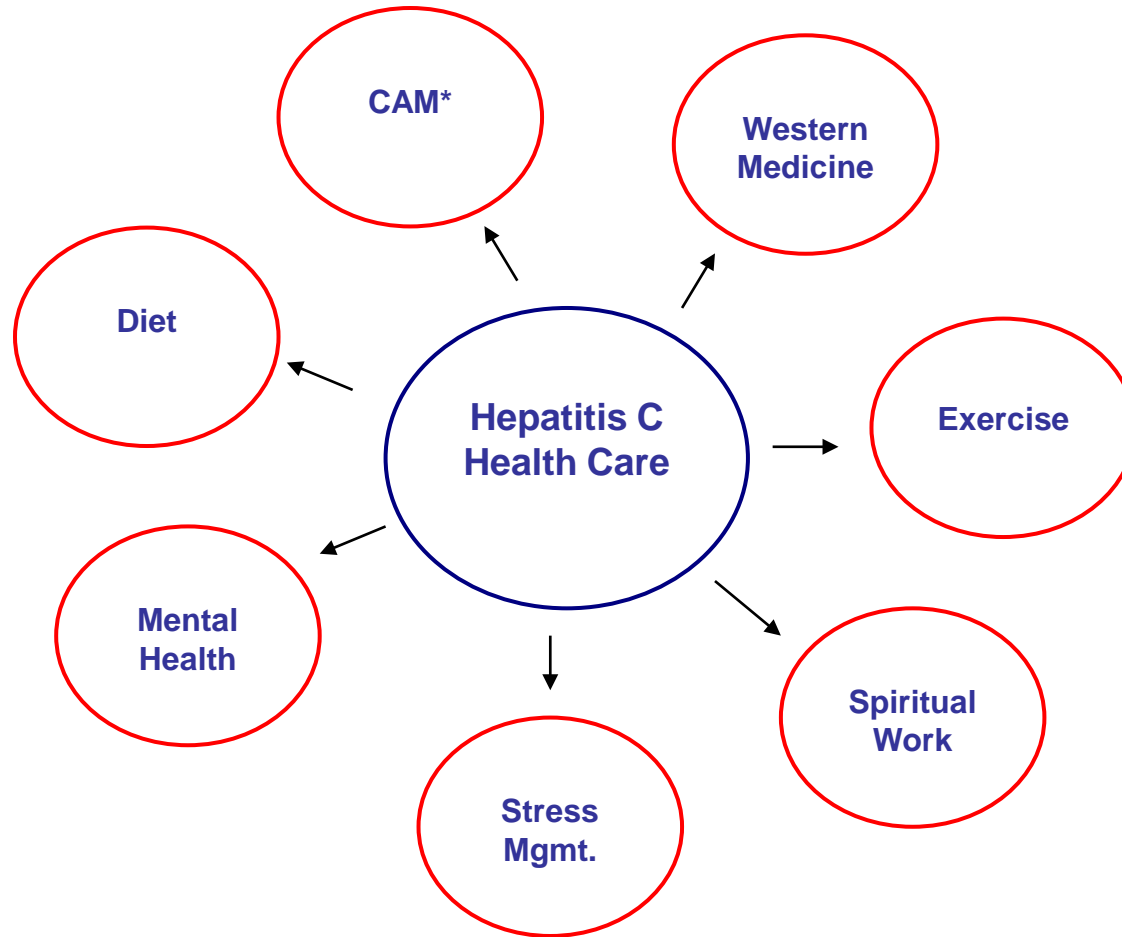 CAM*
Western
Medicine
Diet
Hepatitis C
Health Care
Exercise
Mental
Health
Spiritual
Work
Stress
Mgmt.